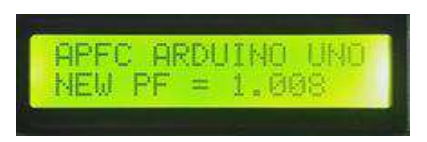 APFC ARDUINO UNO
NEW PF = 1.008